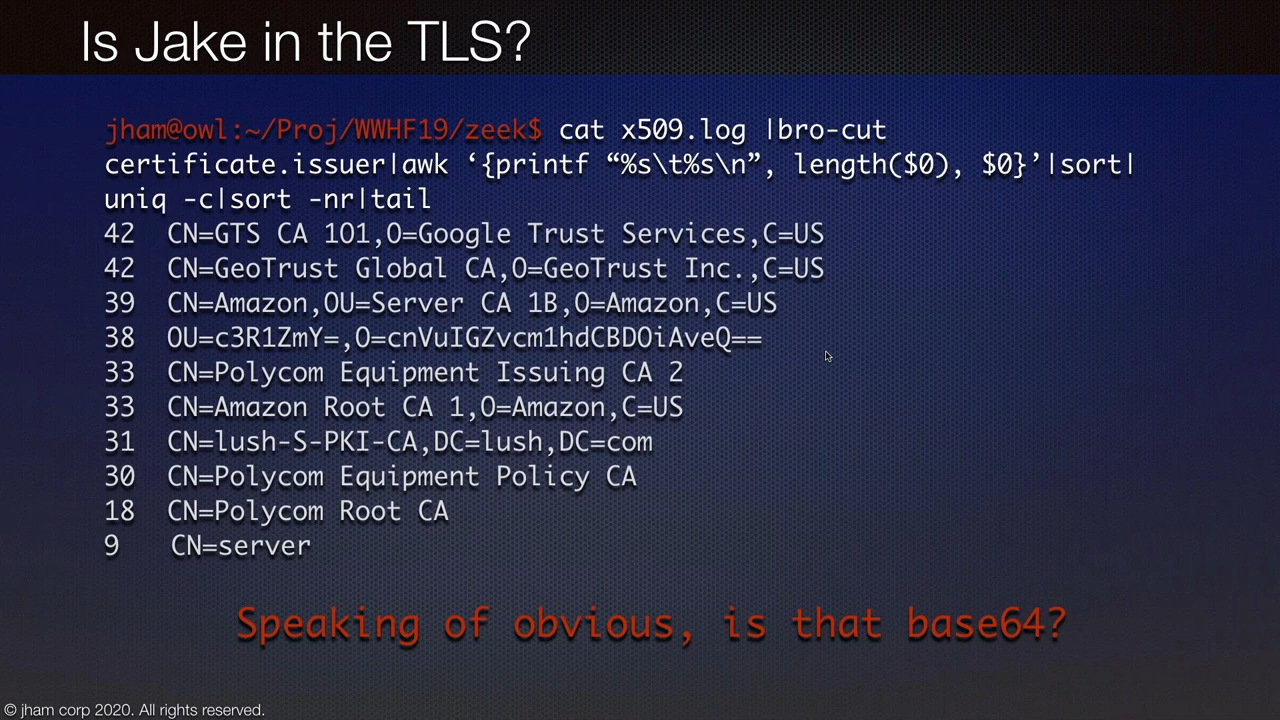 Is Jake in the TLS?
jham@owl:~/Proj/WWHF19/zeek$ cat x509.log |bro-cut
certificate.issuer|awk ‘{printf “%s\t%s\n”, length($0), $0}’|sort|
uniq -c|sort -nr|tail
42 CN=GTS CA 1O1,O=Google Trust Services,C=US
42 CN=GeoTrust Global CA,O=GeoTrust Inc.,C=US
39 CN=Amazon,OU=Server CA 1B,O=Amazon,C=US
38 OU=c3R1ZmY=,O=cnVuIGZvcm1hdCBDOiAveQ==
33 CN=Polycom Equipment Issuing CA 2
33 CN=Amazon Root CA 1,O=Amazon,C=US
31 CN=lush-S-PKI-CA,DC=lush,DC=com
30 CN=Polycom Equipment Policy CA
18 CN=Polycom Root CA
9 CN=server
Speaking of obvious, is that base64?
© jham corp 2020. All rights reserved.